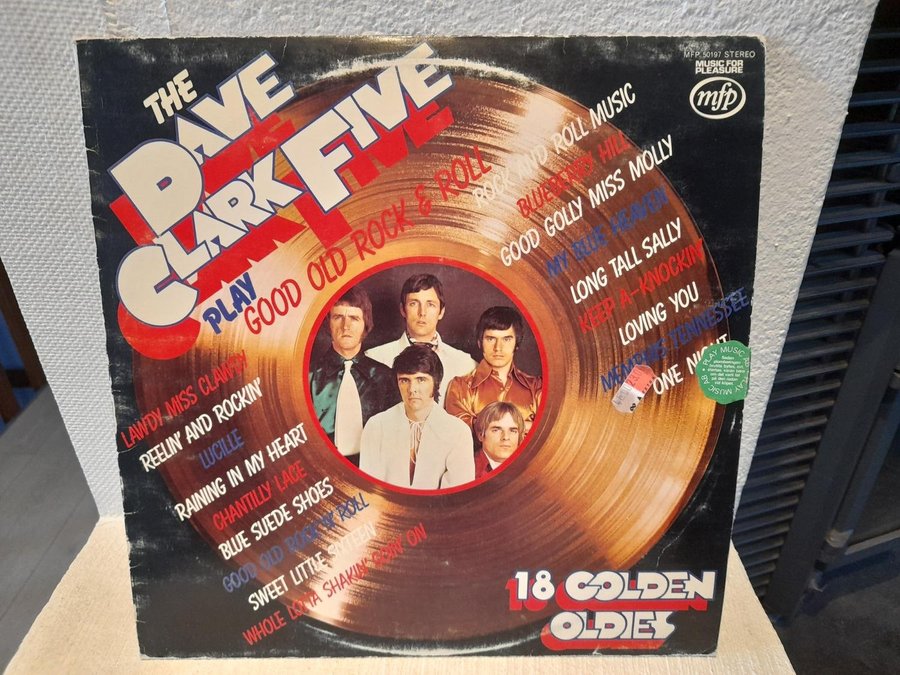 THE
DAVE
CLARK FIVE
PLAY
GOOD OLD ROCK & ROLL
MFP 50197 STEREO
MUSIC FOR
PLEASURE
mfp
ROCK AND ROLL MUSIC
BLUEBERRY HILL
GOOD GOLLY MISS MOLLY
MY BLUE HEAVEN
LONG TALL SALLY
KEEP A-KNOCKIN'
LOVING YOU
MEMPHIS TENNESSEE
ONE NIGHT
PLAY MUSIC AB
LAWDY MISS CLAWDY
REELIN' AND ROCKIN'
LUCILLE
RAINING IN MY HEART
CHANTILLY LACE
BLUE SUEDE SHOES
GOOD OLD ROCK 'N' ROLL
SWEET LITTLE SIXTEEN
WHOLE LOTTA SHAKIN' GOIN' ON
18 GOLDEN
OLDIES